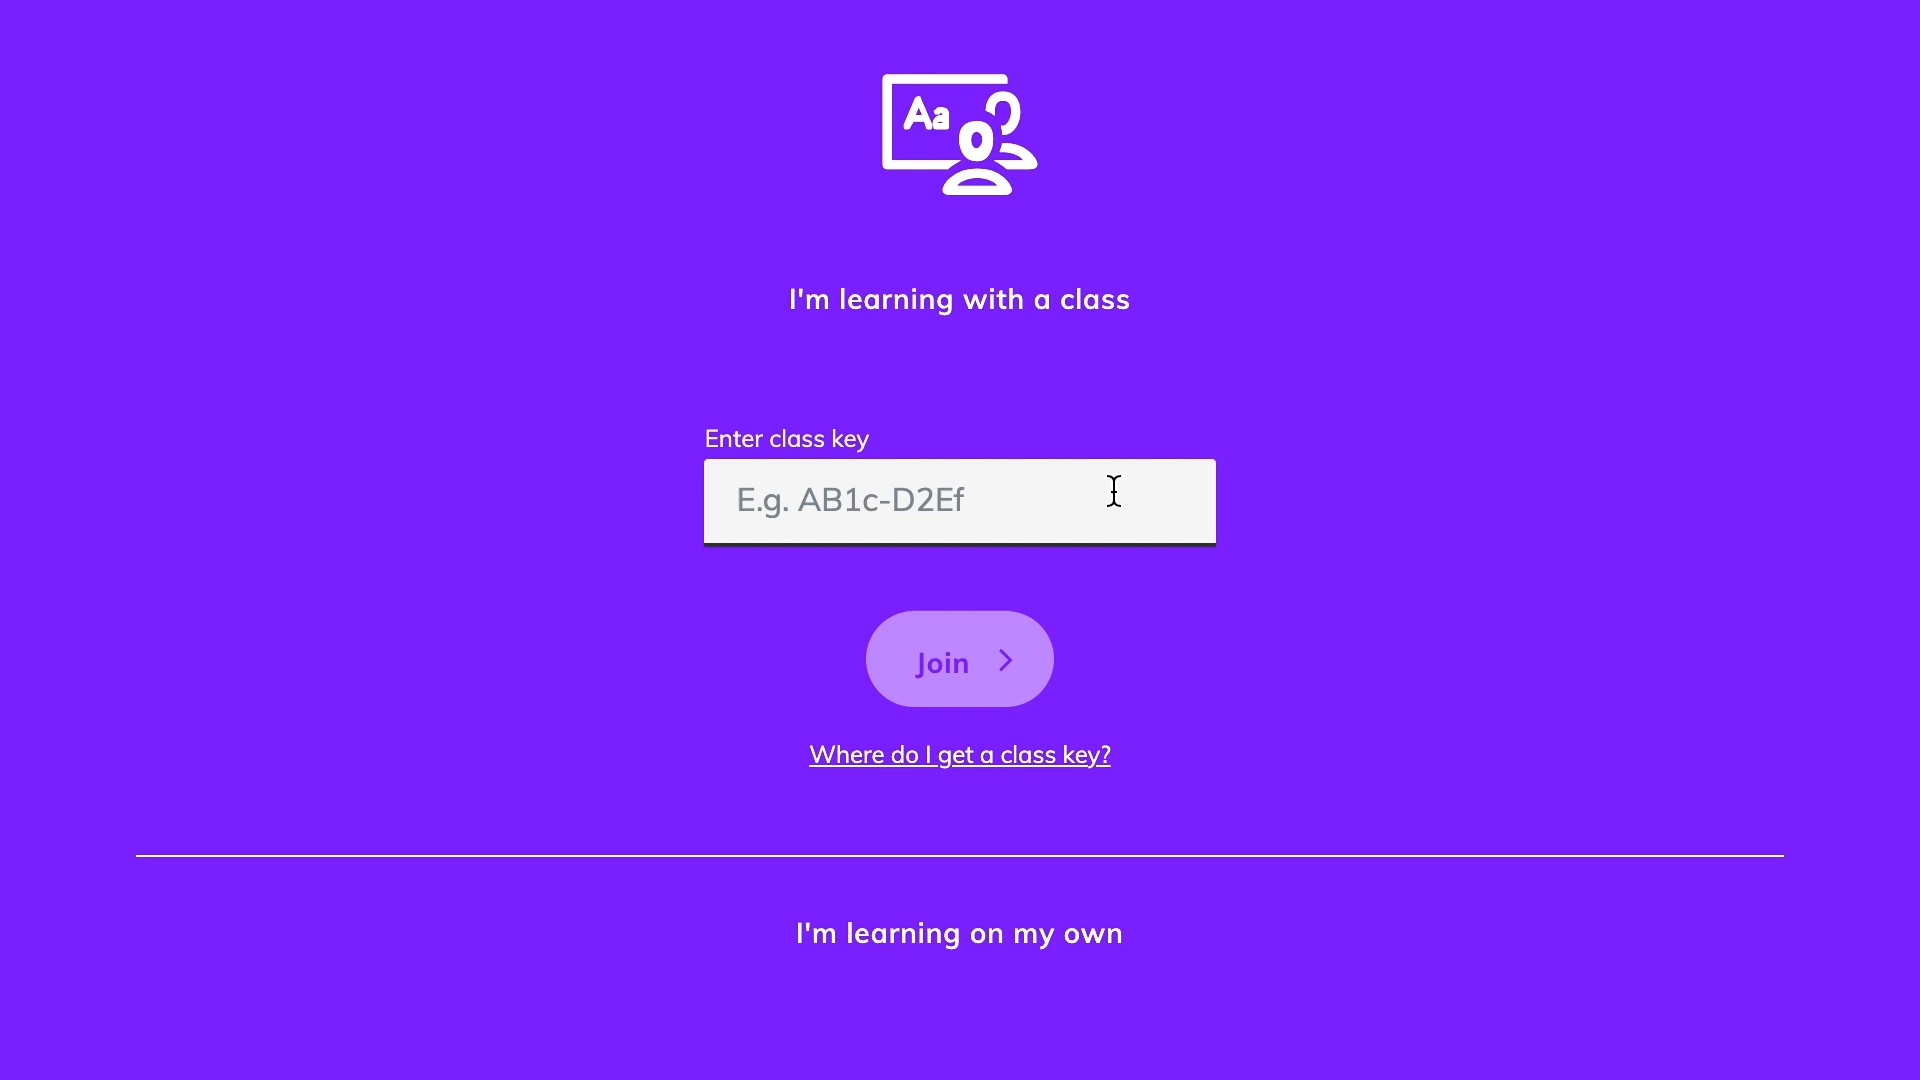 Aa
I'm learning with a class
Enter class key
E.g. AB1c-D2Ef
Join
Where do I get a class key?
I'm learning on my own